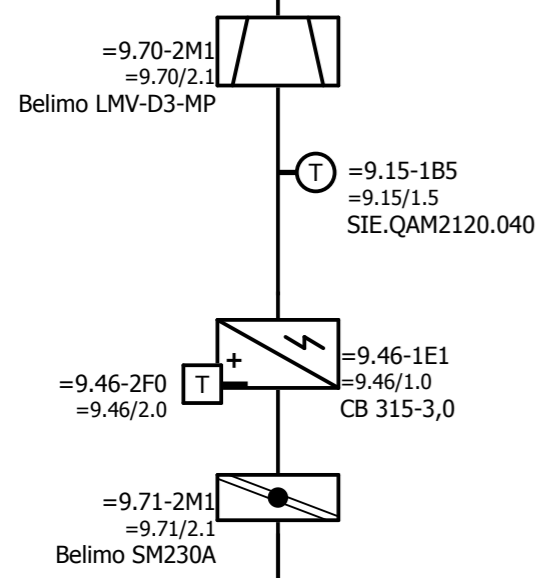 =9.70-2M1
=9.70/2.1
Belimo LMV-D3-MP
T
=9.15-1B5
=9.15/1.5
SIE.QAM2120.040
+
=9.46-1E1
=9.46/1.0
CB 315-3,0
=9.46-2F0
=9.46/2.0
T
=9.71-2M1
=9.71/2.1
Belimo SM230A